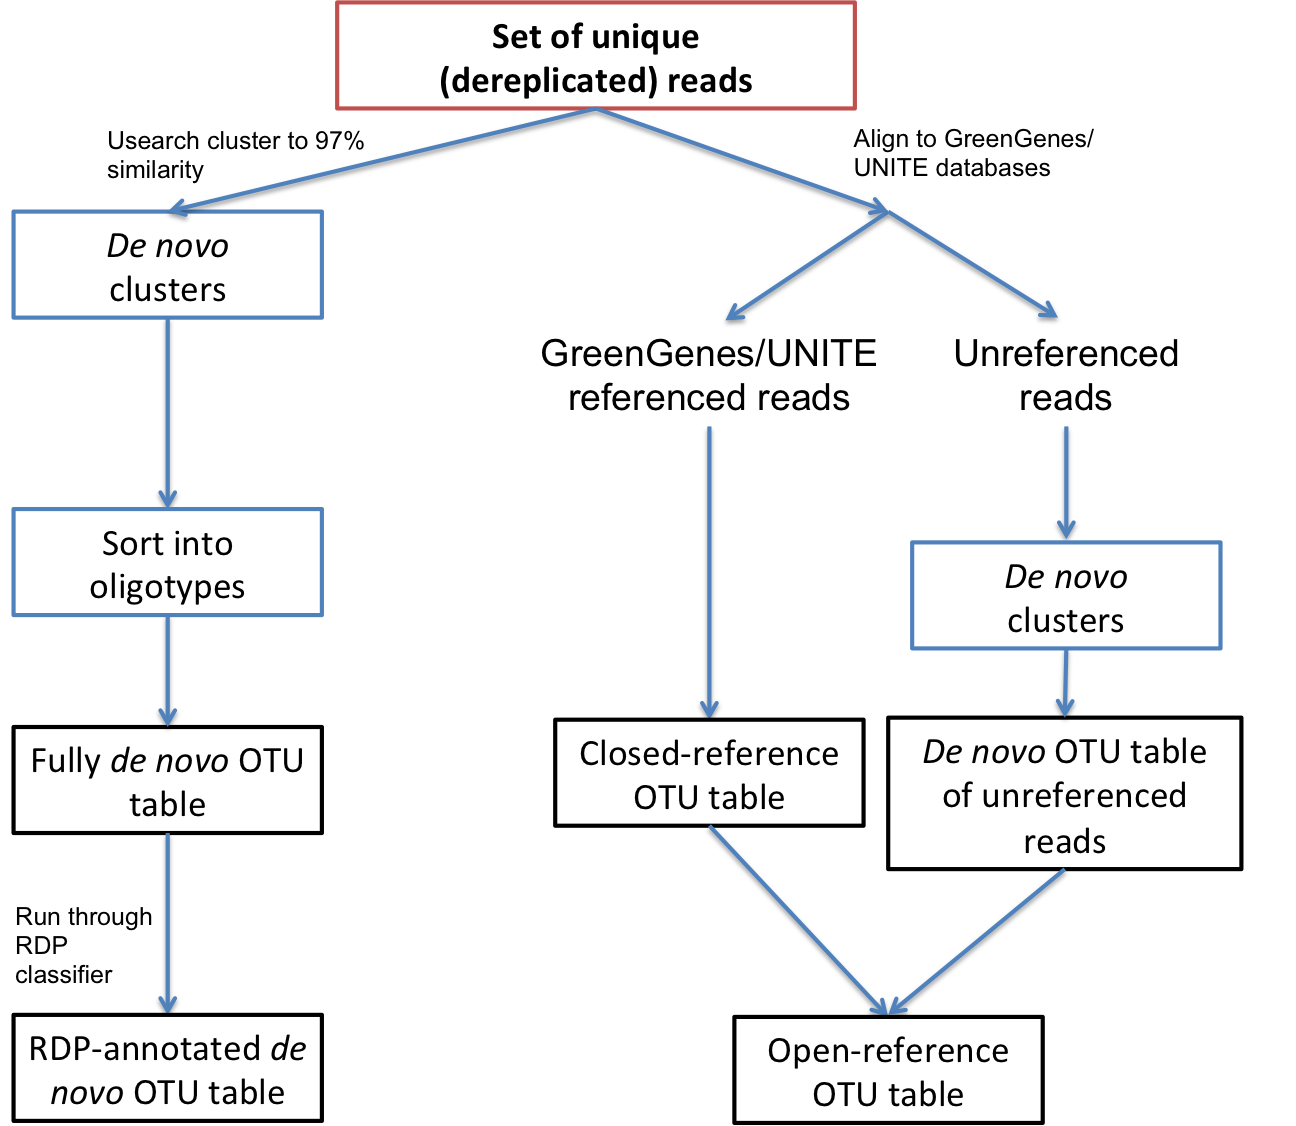 Set of unique
(dereplicated) reads
Usearch cluster to 97%
similarity
Align to GreenGenes/
UNITE databases
De novo
clusters
GreenGenes/UNITE
referenced reads
Unreferenced
reads
Sort into
oligotypes
De novo
clusters
Fully de novo OTU
table
Closed-reference
OTU table
De novo OTU table
of unreferenced
reads
Run through
RDP
classifier
RDP-annotated de
novo OTU table
Open-reference
OTU table